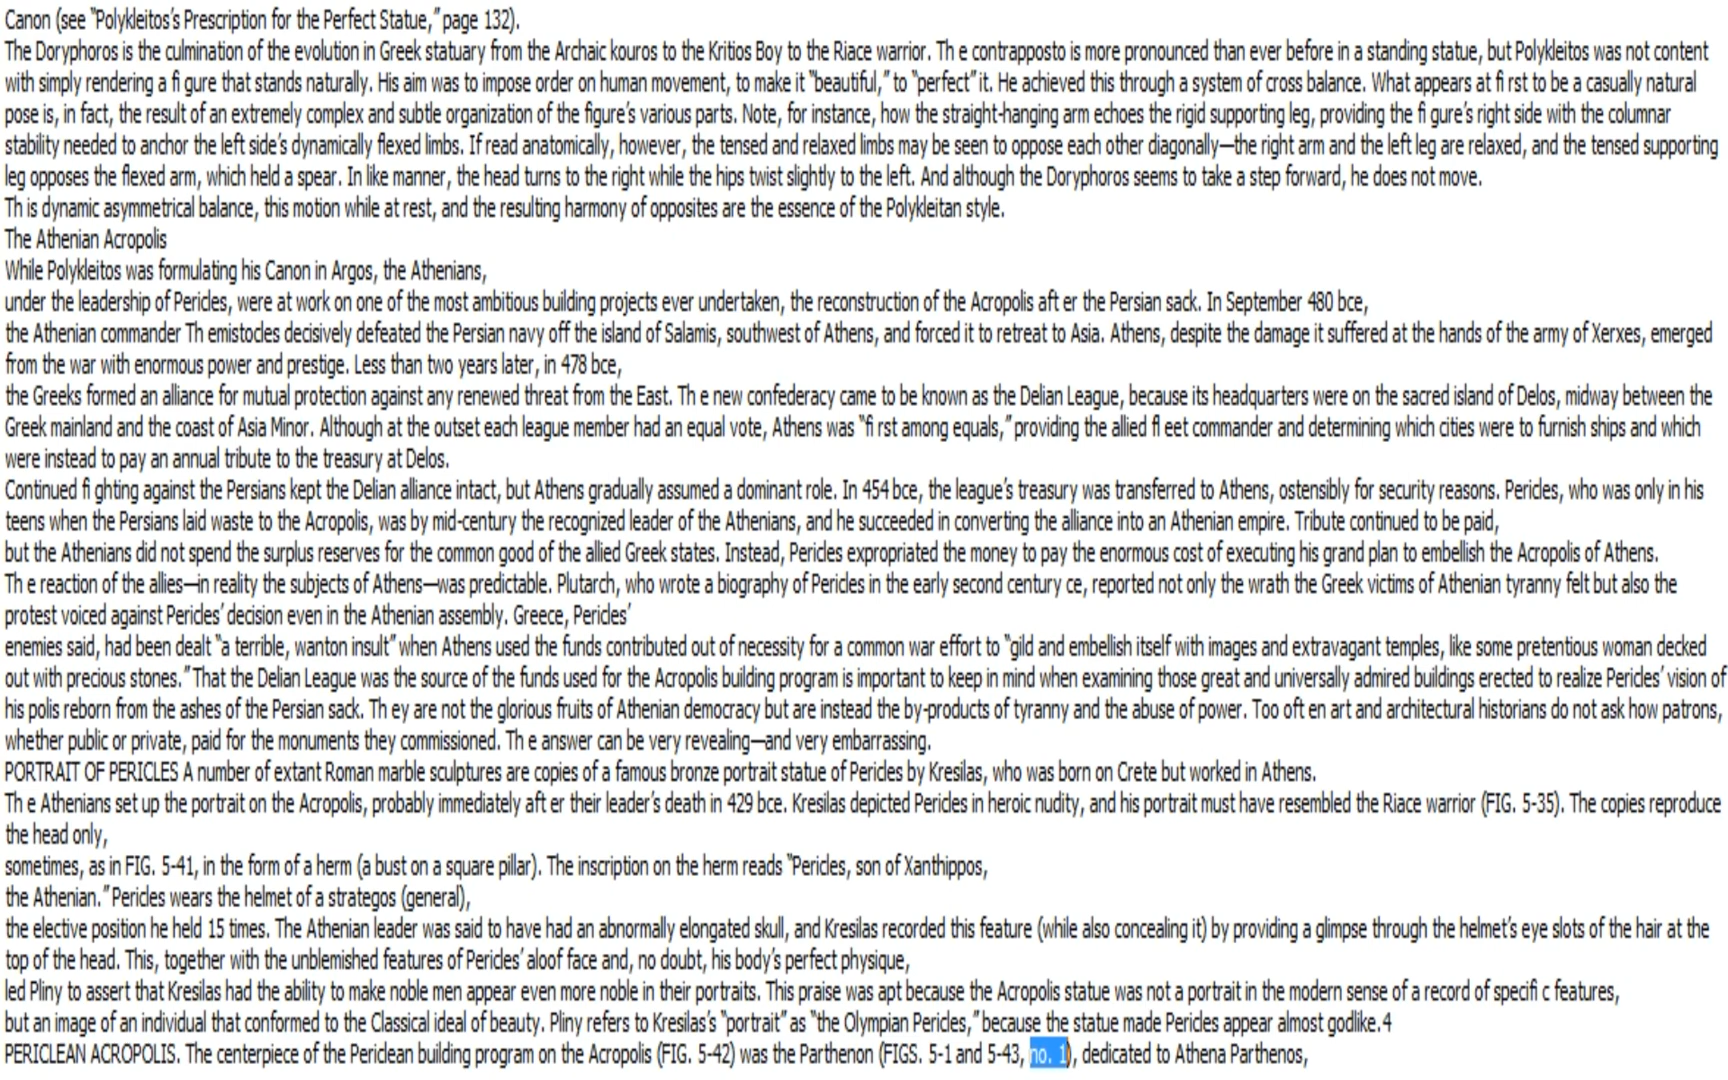 Canon (see “Polykleitos’s Prescription for the Perfect Statue,” page 132).
The Doryphoros is the culmination of the evolution in Greek statuary from the Archaic kouros to the Kritios Boy to the Riace warrior. Th e contrapposto is more pronounced than ever before in a standing statue, but Polykleitos was not content
with simply rendering a fi gure that stands naturally. His aim was to impose order on human movement, to make it “beautiful,” to “perfect” it. He achieved this through a system of cross balance. What appears at fi rst to be a casually natural
pose is, in fact, the result of an extremely complex and subtle organization of the figure’s various parts. Note, for instance, how the straight-hanging arm echoes the rigid supporting leg, providing the fi gure’s right side with the columnar
stability needed to anchor the left side’s dynamically flexed limbs. If read anatomically, however, the tensed and relaxed limbs may be seen to oppose each other diagonally—the right arm and the left leg are relaxed, and the tensed supporting
leg opposes the flexed arm, which held a spear. In like manner, the head turns to the right while the hips twist slightly to the left. And although the Doryphoros seems to take a step forward, he does not move.
Th is dynamic asymmetrical balance, this motion while at rest, and the resulting harmony of opposites are the essence of the Polykleitan style.
The Athenian Acropolis
While Polykleitos was formulating his Canon in Argos, the Athenians,
under the leadership of Pericles, were at work on one of the most ambitious building projects ever undertaken, the reconstruction of the Acropolis aft er the Persian sack. In September 480 bce,
the Athenian commander Th emistocles decisively defeated the Persian navy off the island of Salamis, southwest of Athens, and forced it to retreat to Asia. Athens, despite the damage it suffered at the hands of the army of Xerxes, emerged
from the war with enormous power and prestige. Less than two years later, in 478 bce,
the Greeks formed an alliance for mutual protection against any renewed threat from the East. Th e new confederacy came to be known as the Delian League, because its headquarters were on the sacred island of Delos, midway between the
Greek mainland and the coast of Asia Minor. Although at the outset each league member had an equal vote, Athens was “fi rst among equals,” providing the allied fl eet commander and determining which cities were to furnish ships and which
were instead to pay an annual tribute to the treasury at Delos.
Continued fi ghting against the Persians kept the Delian alliance intact, but Athens gradually assumed a dominant role. In 454 bce, the league’s treasury was transferred to Athens, ostensibly for security reasons. Pericles, who was only in his
teens when the Persians laid waste to the Acropolis, was by mid-century the recognized leader of the Athenians, and he succeeded in converting the alliance into an Athenian empire. Tribute continued to be paid,
but the Athenians did not spend the surplus reserves for the common good of the allied Greek states. Instead, Pericles expropriated the money to pay the enormous cost of executing his grand plan to embellish the Acropolis of Athens.
Th e reaction of the allies—in reality the subjects of Athens—was predictable. Plutarch, who wrote a biography of Pericles in the early second century ce, reported not only the wrath the Greek victims of Athenian tyranny felt but also the
protest voiced against Pericles’ decision even in the Athenian assembly. Greece, Pericles’
enemies said, had been dealt “a terrible, wanton insult” when Athens used the funds contributed out of necessity for a common war effort to “gild and embellish itself with images and extravagant temples, like some pretentious woman decked
out with precious stones.” That the Delian League was the source of the funds used for the Acropolis building program is important to keep in mind when examining those great and universally admired buildings erected to realize Pericles’ vision of
his polis reborn from the ashes of the Persian sack. Th ey are not the glorious fruits of Athenian democracy but are instead the by-products of tyranny and the abuse of power. Too oft en art and architectural historians do not ask how patrons,
whether public or private, paid for the monuments they commissioned. Th e answer can be very revealing—and very embarrassing.
PORTRAIT OF PERICLES A number of extant Roman marble sculptures are copies of a famous bronze portrait statue of Pericles by Kresilas, who was born on Crete but worked in Athens.
Th e Athenians set up the portrait on the Acropolis, probably immediately aft er their leader’s death in 429 bce. Kresilas depicted Pericles in heroic nudity, and his portrait must have resembled the Riace warrior (FIG. 5-35). The copies reproduce
the head only,
sometimes, as in FIG. 5-41, in the form of a herm (a bust on a square pillar). The inscription on the herm reads “Pericles, son of Xanthippos,
the Athenian.” Pericles wears the helmet of a strategos (general),
the elective position he held 15 times. The Athenian leader was said to have had an abnormally elongated skull, and Kresilas recorded this feature (while also concealing it) by providing a glimpse through the helmet’s eye slots of the hair at the
top of the head. This, together with the unblemished features of Pericles’ aloof face and, no doubt, his body’s perfect physique,
led Pliny to assert that Kresilas had the ability to make noble men appear even more noble in their portraits. This praise was apt because the Acropolis statue was not a portrait in the modern sense of a record of specifi c features,
but an image of an individual that conformed to the Classical ideal of beauty. Pliny refers to Kresilas’s “portrait” as “the Olympian Pericles,” because the statue made Pericles appear almost godlike.4
PERICLEAN ACROPOLIS. The centerpiece of the Periclean building program on the Acropolis (FIG. 5-42) was the Parthenon (FIGS. 5-1 and 5-43, no. 1), dedicated to Athena Parthenos,